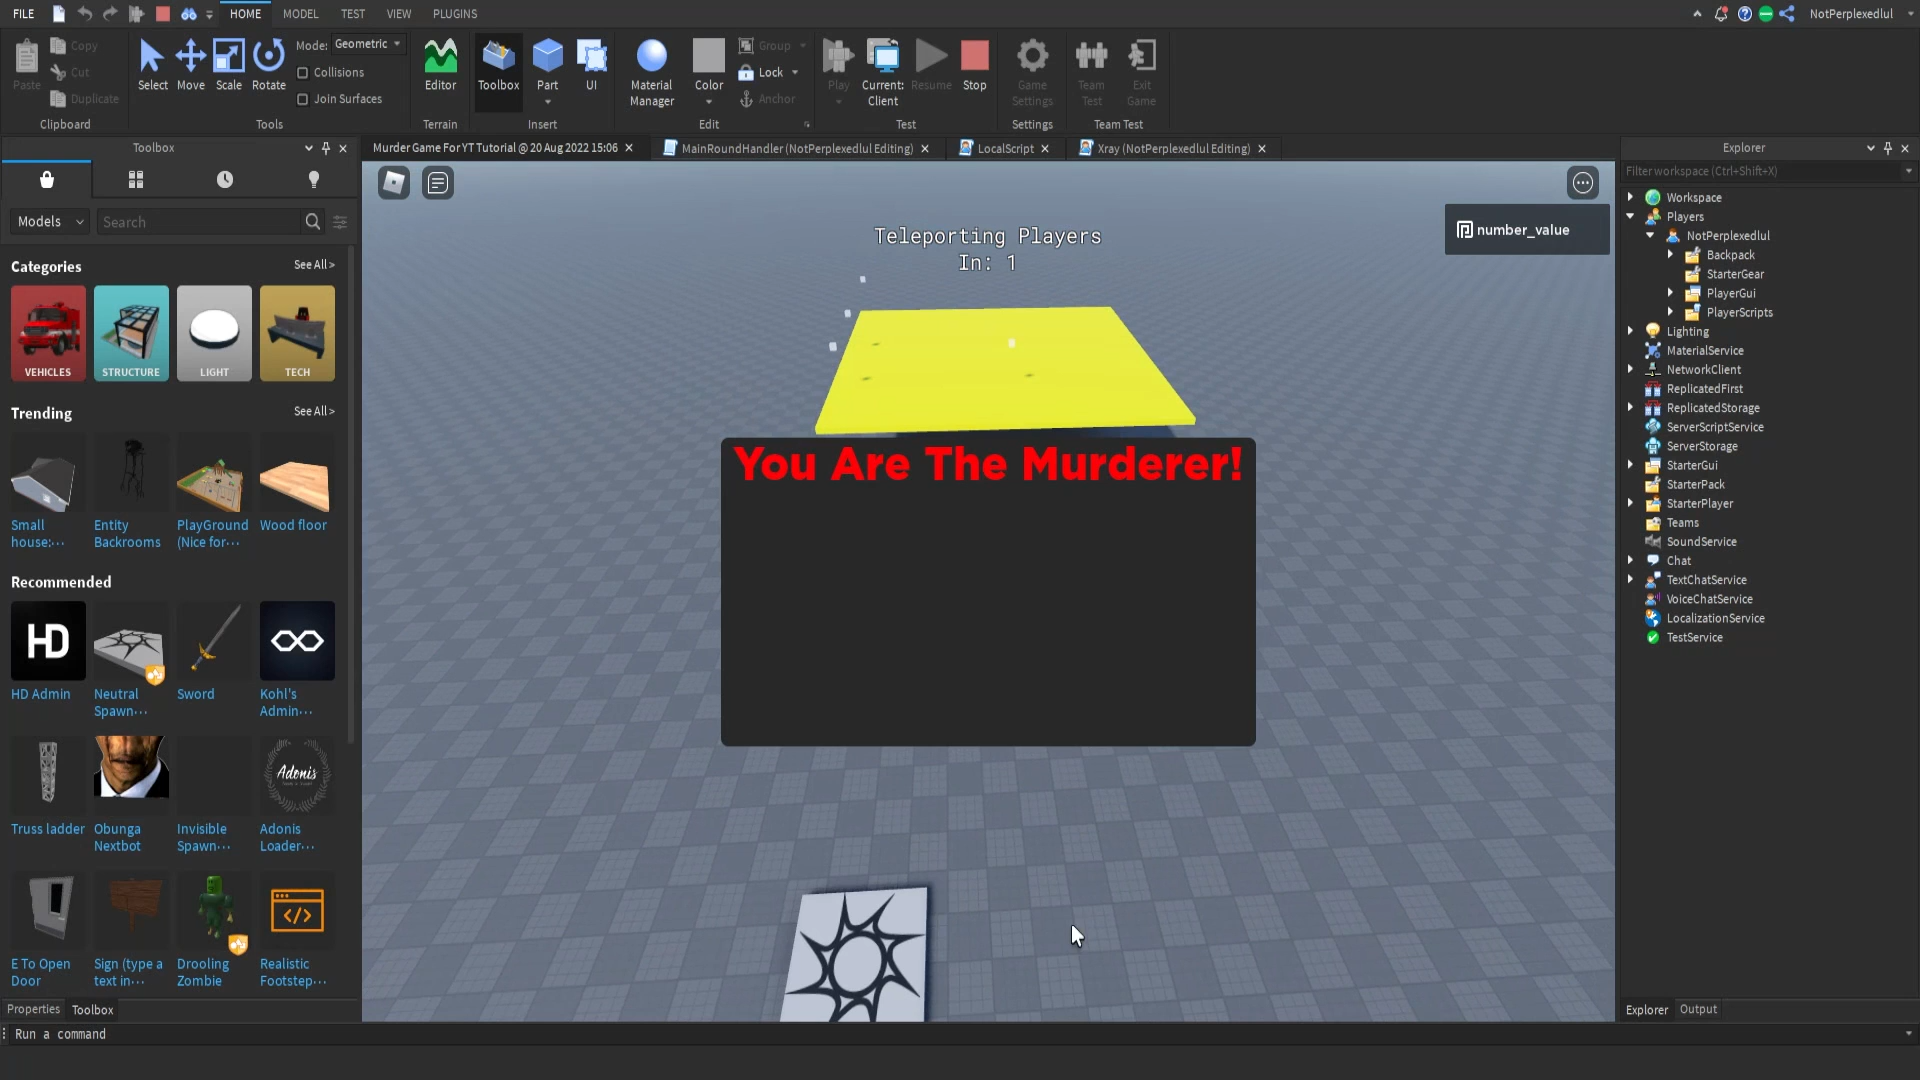 FILE
HOME
MODEL
TEST
VIEW
PLUGINS
NotPerplexedlul
Paste
Copy
Cut
Duplicate
Clipboard
Select
Move
Scale
Rotate
Mode: Geometric
Collisions
Join Surfaces
Tools
Editor
Terrain
Toolbox
Part
UI
Insert
Material
Manager
Color
Group
Lock
Anchor
Edit
Play
Current:
Client
Resume
Stop
Test
Game
Settings
Settings
Team
Test
Exit
Game
Team Test
Toolbox
Models
Search
Categories
See All >
VEHICLES
STRUCTURE
LIGHT
TECH
Trending
See All >
Small
house:...
Entity
Backrooms
PlayGround
(Nice for...
Wood floor
Recommended
HD
HD Admin
Neutral
Spawn...
Sword
Kohl's
Admin...
Truss ladder
Obunga
Nextbot
Invisible
Spawn...
Adonis
Adonis
Loader...
E To Open
Door
Sign (type a
text in...
Drooling
Zombie
</>
Realistic
Footstep...
Properties
Toolbox
Run a command
Murder Game For YT Tutorial @ 20 Aug 2022 15:06
MainRoundHandler (NotPerplexedlul Editing)
LocalScript
Xray (NotPerplexedlul Editing)
Teleporting Players
In: 1
number_value
You Are The Murderer!
Explorer
Filter workspace (Ctrl+Shift+X)
Workspace
Players
NotPerplexedlul
Backpack
StarterGear
PlayerGui
PlayerScripts
Lighting
MaterialService
NetworkClient
ReplicatedFirst
ReplicatedStorage
ServerScriptService
ServerStorage
StarterGui
StarterPack
StarterPlayer
Teams
SoundService
Chat
TextChatService
VoiceChatService
LocalizationService
TestService
Explorer
Output